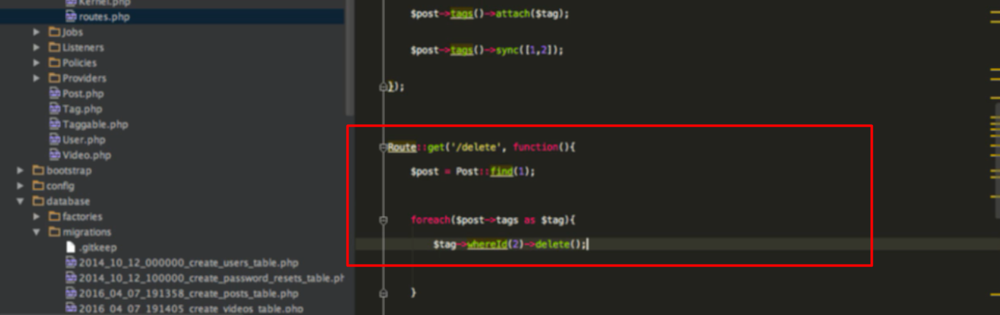 Kernel.php
routes.php
Jobs
Listeners
Policies
Providers
Post.php
Tag.php
Taggable.php
User.php
Video.php
bootstrap
config
database
factories
migrations
.gitkeep
2014_10_12_000000_create_users_table.php
2014_10_12_100000_create_password_resets_table.ph
2016_04_07_191358_create_posts_table.php
2016_04_07_191405_create_videos_table.php
$post->tags()->attach($tag);
$post->tags()->sync([1,2]);
});
Route::get('/delete', function(){
$post = Post::find(1);
foreach($post->tags as $tag){
$tag->whereId(2)->delete();
}